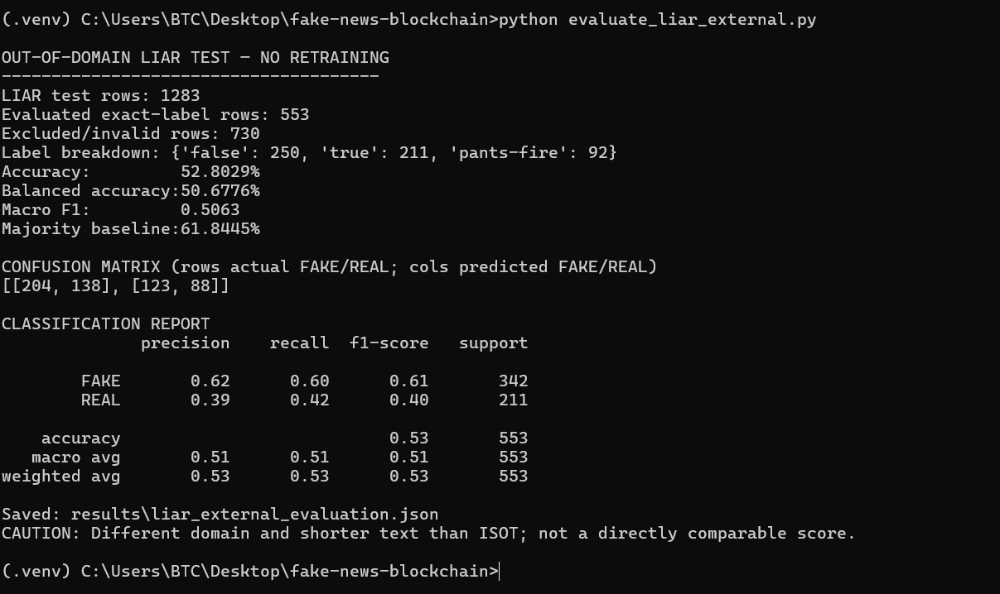 (.venv) C:\Users\BTC\Desktop\fake-news-blockchain>python evaluate_liar_external.py
OUT-OF-DOMAIN LIAR TEST — NO RETRAINING
--------------------------------------
LIAR test rows: 1283
Evaluated exact-label rows: 553
Excluded/invalid rows: 730
Label breakdown: {'false': 250, 'true': 211, 'pants-fire': 92}
Accuracy:         52.8029%
Balanced accuracy:50.6776%
Macro F1:         0.5063
Majority baseline:61.8445%
CONFUSION MATRIX (rows actual FAKE/REAL; cols predicted FAKE/REAL)
[[204, 138], [123, 88]]
CLASSIFICATION REPORT
              precision    recall  f1-score   support
        FAKE       0.62      0.60      0.61       342
        REAL       0.39      0.42      0.40       211
    accuracy                           0.53       553
   macro avg       0.51      0.51      0.51       553
weighted avg       0.53      0.53      0.53       553
Saved: results\liar_external_evaluation.json
CAUTION: Different domain and shorter text than ISOT; not a directly comparable score.
(.venv) C:\Users\BTC\Desktop\fake-news-blockchain>